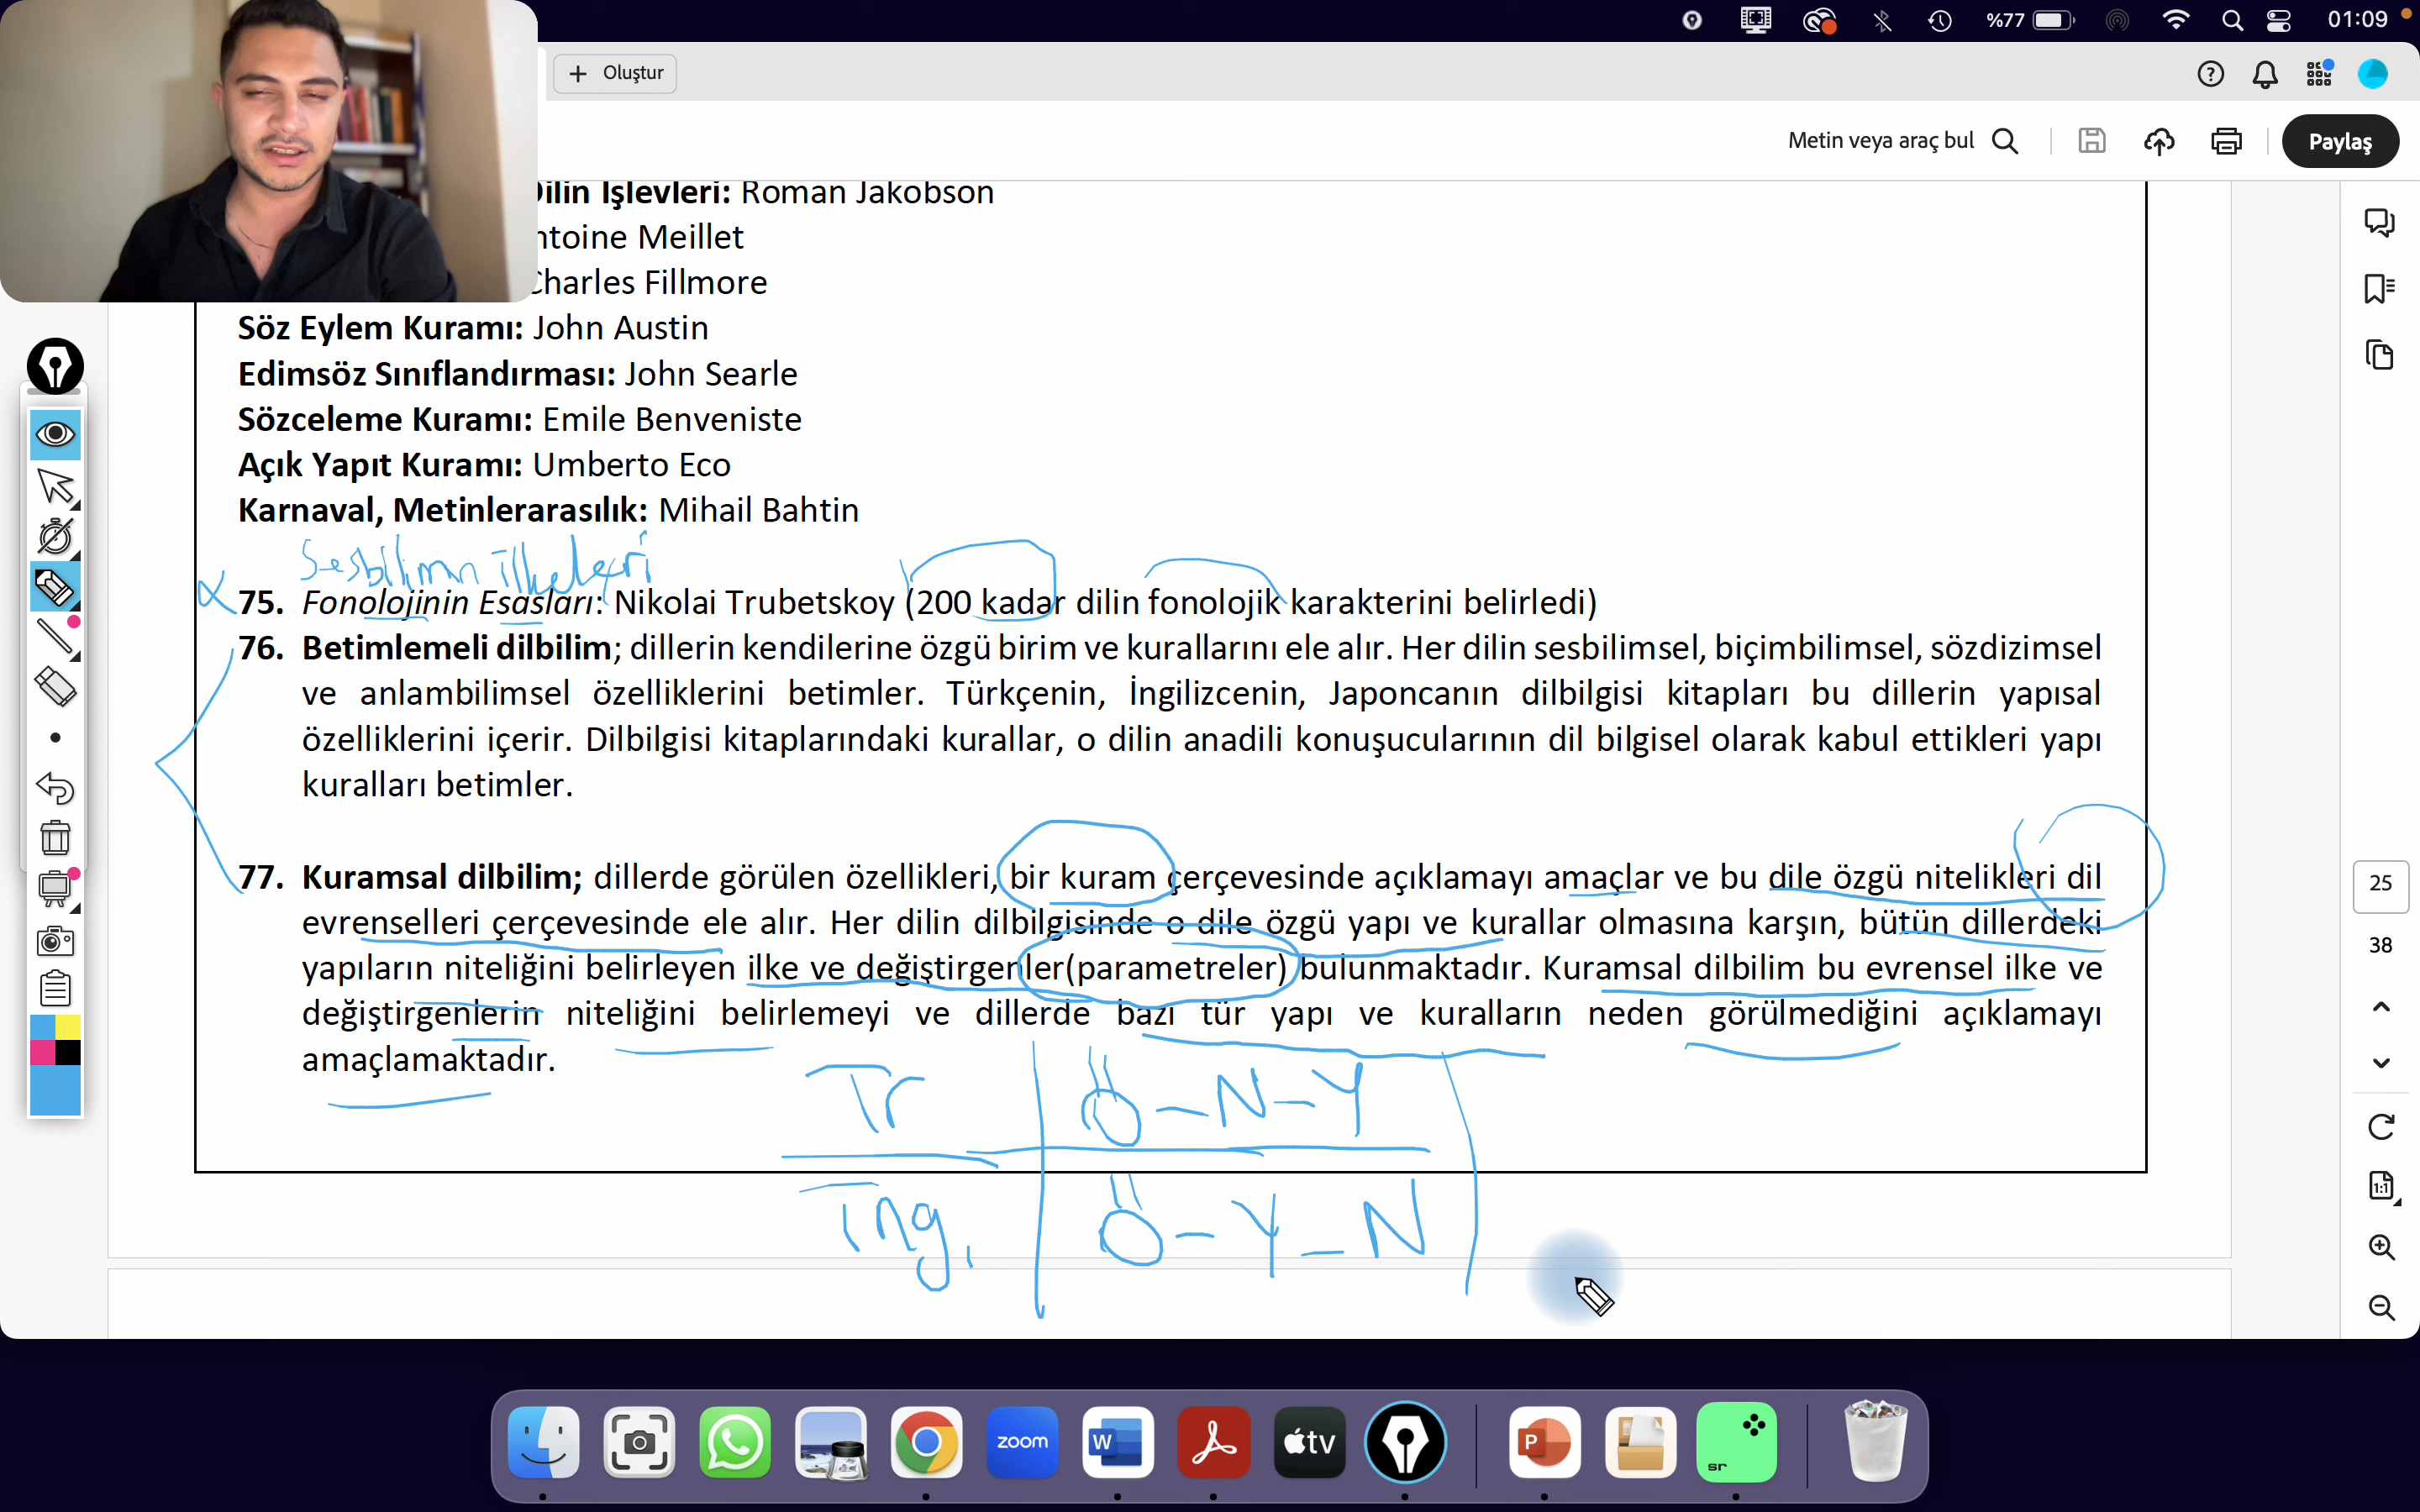 %77
01:09
+ Oluştur
Metin veya araç bul
Paylaş
Dilin İşlevleri: Roman Jakobson
ntoine Meillet
Charles Fillmore
Söz Eylem Kuramı: John Austin
Edimsöz Sınıflandırması: John Searle
Sözceleme Kuramı: Emile Benveniste
Açık Yapıt Kuramı: Umberto Eco
Karnaval, Metinlerarasılık: Mihail Bahtin
Sesbilimn ilkeleri
75. Fonolojinin Esasları: Nikolai Trubetskoy (200 kadar dilin fonolojik karakterini belirledi)
76. Betimlemeli dilbilim; dillerin kendilerine özgü birim ve kurallarını ele alır. Her dilin sesbilimsel, biçimbilimsel, sözdizimsel
ve anlambilimsel özelliklerini betimler. Türkçenin, İngilizcenin, Japoncanın dilbilgisi kitapları bu dillerin yapısal
özelliklerini içerir. Dilbilgisi kitaplarındaki kurallar, o dilin anadili konuşucularının dil bilgisel olarak kabul ettikleri yapı
kuralları betimler.
77. Kuramsal dilbilim; dillerde görülen özellikleri, bir kuram çerçevesinde açıklamayı amaçlar ve bu dile özgü nitelikleri dil
evrenselleri çerçevesinde ele alır. Her dilin dilbilgisinde o dile özgü yapı ve kurallar olmasına karşın, bütün dillerdeki
yapıların niteliğini belirleyen ilke ve değiştirgenler(parametreler) bulunmaktadır. Kuramsal dilbilim bu evrensel ilke ve
değiştirgenlerin niteliğini belirlemeyi ve dillerde bazı tür yapı ve kuralların neden görülmediğini açıklamayı
amaçlamaktadır.
Tr Ö-N-Y
İng. Ö-Y-N
25
38
1:1
zoom
W
tv
P
sr